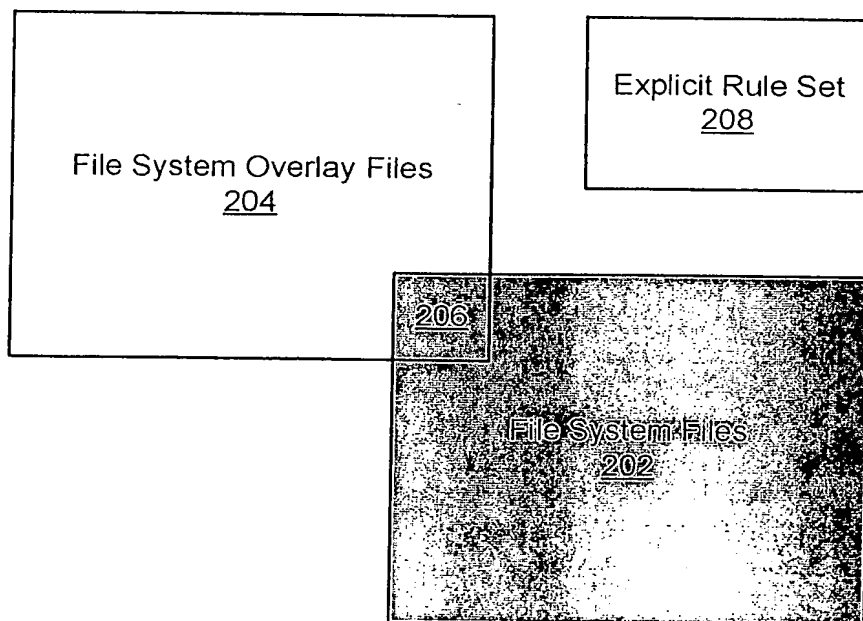 File System Overlay Files
204
Explicit Rule Set
208
206
File System Files
202